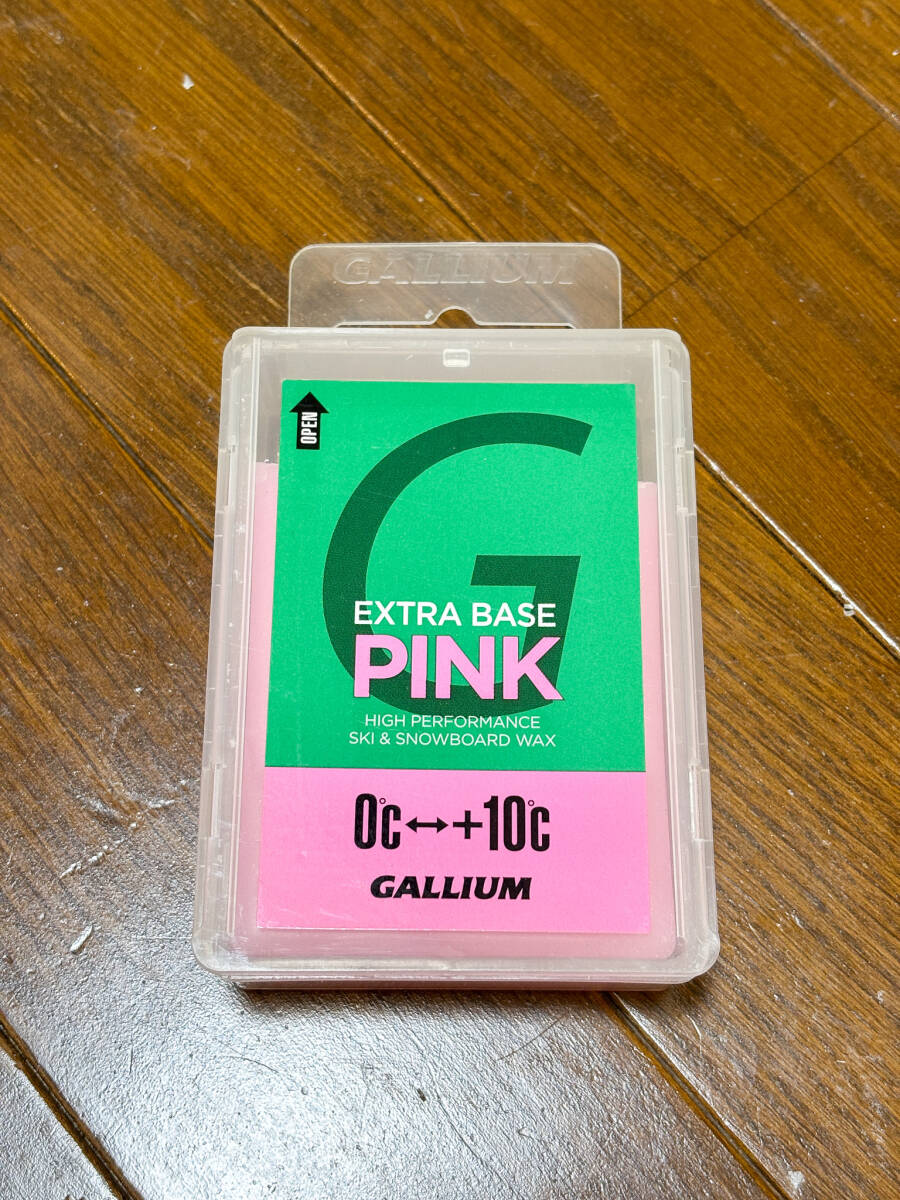 GALLIUM
OPEN
G
EXTRA BASE
PINK
HIGH PERFORMANCE
SKI & SNOWBOARD WAX
0°C↔+10°C
GALLIUM